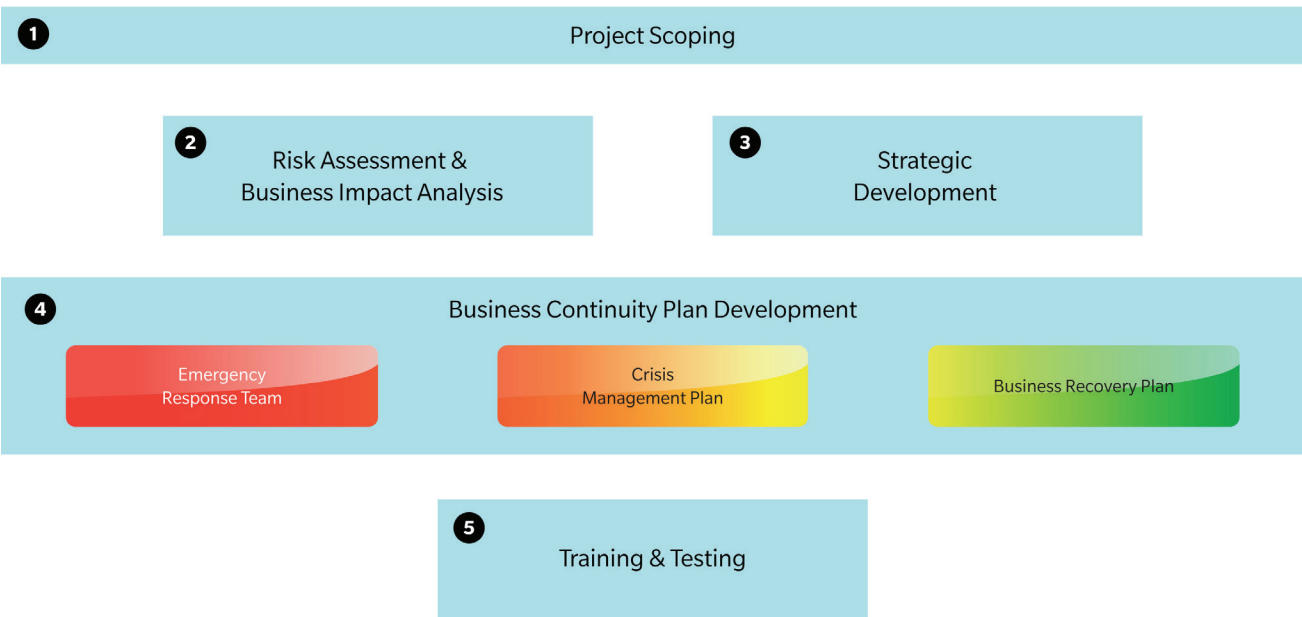 1
Project Scoping
2
Risk Assessment &
Business Impact Analysis
3
Strategic
Development
4
Business Continuity Plan Development
Emergency
Response Team
Crisis
Management Plan
Business Recovery Plan
5
Training & Testing